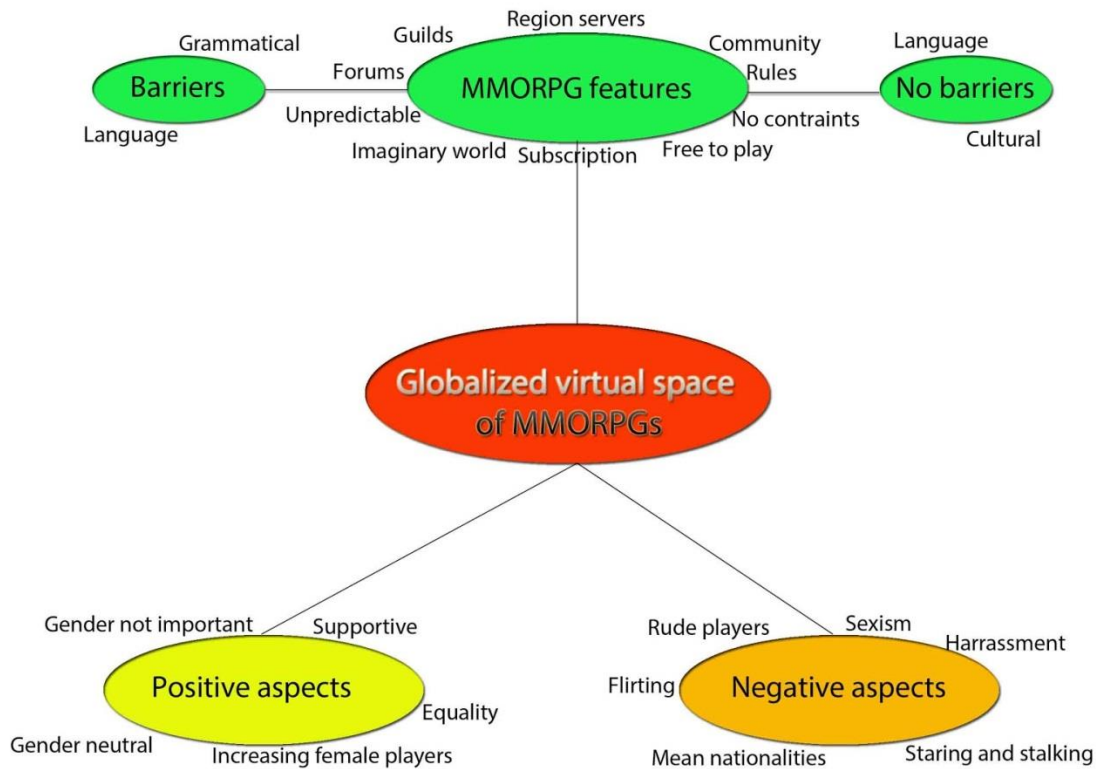 Region servers
Grammatical
Guilds
Community
Language
Forums
Rules
Barriers
MMORPG features
No barriers
Unpredictable
No contraints
Language
Cultural
Imaginary world
Subscription
Free to play
Globalized virtual space
of MMORPGs
Gender not important
Supportive
Positive aspects
Equality
Gender neutral
Increasing female players
Rude players
Sexism
Harrassment
Flirting
Negative aspects
Mean nationalities
Staring and stalking